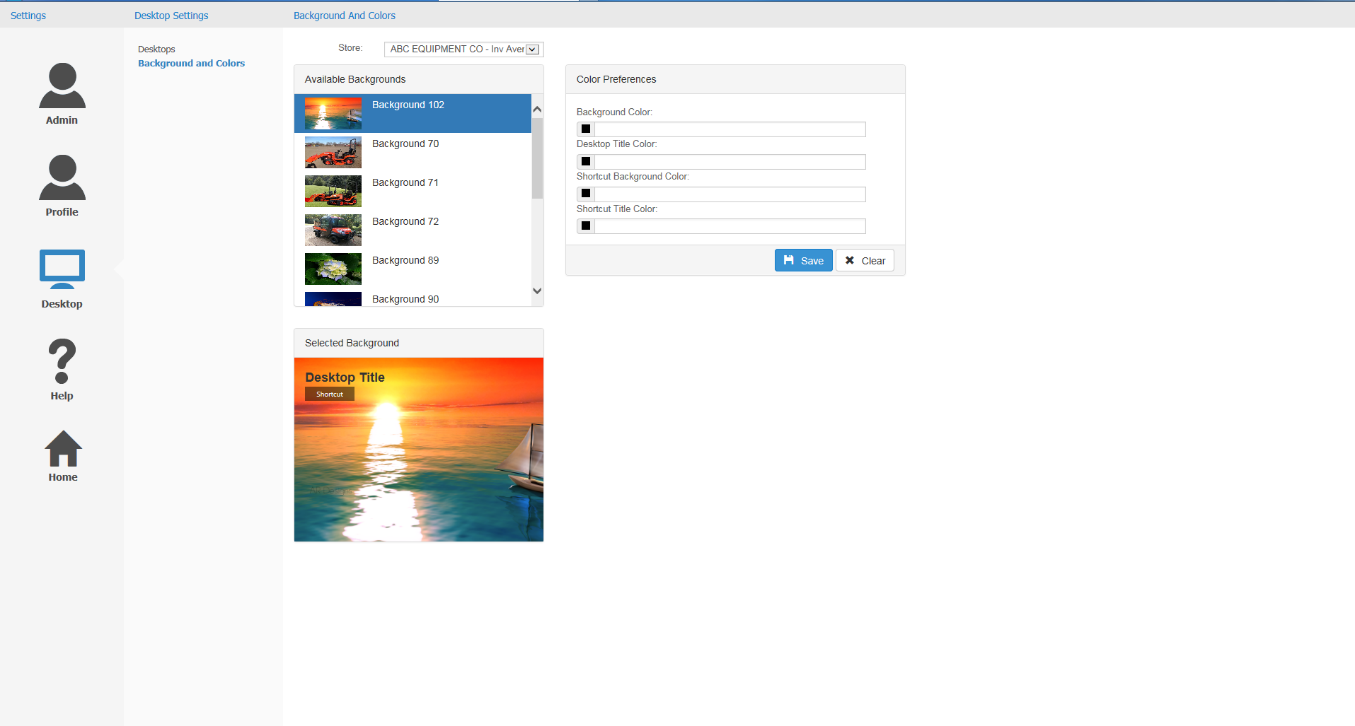 Settings
Desktop Settings
Background And Colors
Admin
Profile
Desktop
Help
Home
Desktops
Background and Colors
Store:
ABC EQUIPMENT CO - Inv Aver
Available Backgrounds
Background 102
Background 70
Background 71
Background 72
Background 89
Background 90
Selected Background
Desktop Title
Shortcut
Color Preferences
Background Color:
Desktop Title Color:
Shortcut Background Color:
Shortcut Title Color:
Save
Clear